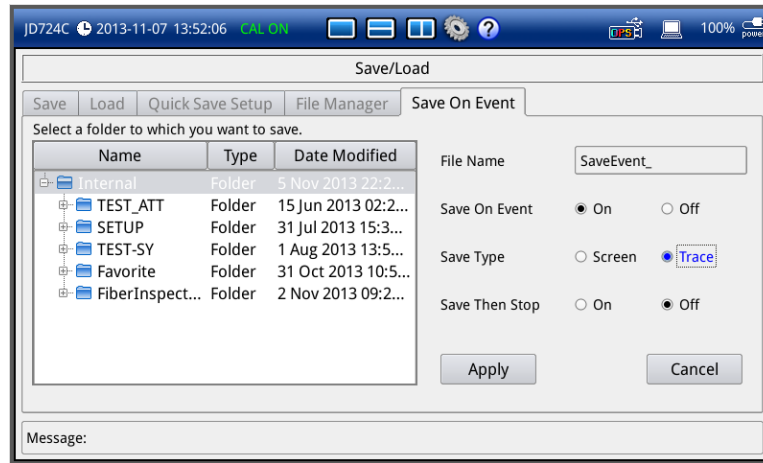 JD724C 2013-11-07 13:52:06 CAL ON ? OPS 100% power
Save/Load
Save Load Quick Save Setup File Manager Save On Event
Select a folder to which you want to save.
Name Type Date Modified
Internal Folder 5 Nov 2013 22:2...
TEST_ATT Folder 15 Jun 2013 02:2...
SETUP Folder 31 Jul 2013 15:3...
TEST-SY Folder 1 Aug 2013 13:5...
Favorite Folder 31 Oct 2013 10:5...
FiberInspect... Folder 2 Nov 2013 09:2...
File Name SaveEvent_
Save On Event On Off
Save Type Screen Trace
Save Then Stop On Off
Apply Cancel
Message: